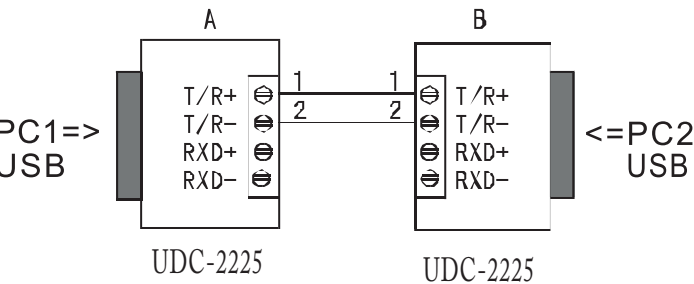 A B
T/R+ 1 1 T/R+
T/R- 2 2 T/R-
PC1=> <=PC2
RXD+ RXD+
USB USB
RXD- RXD-
UDC-2225 UDC-2225